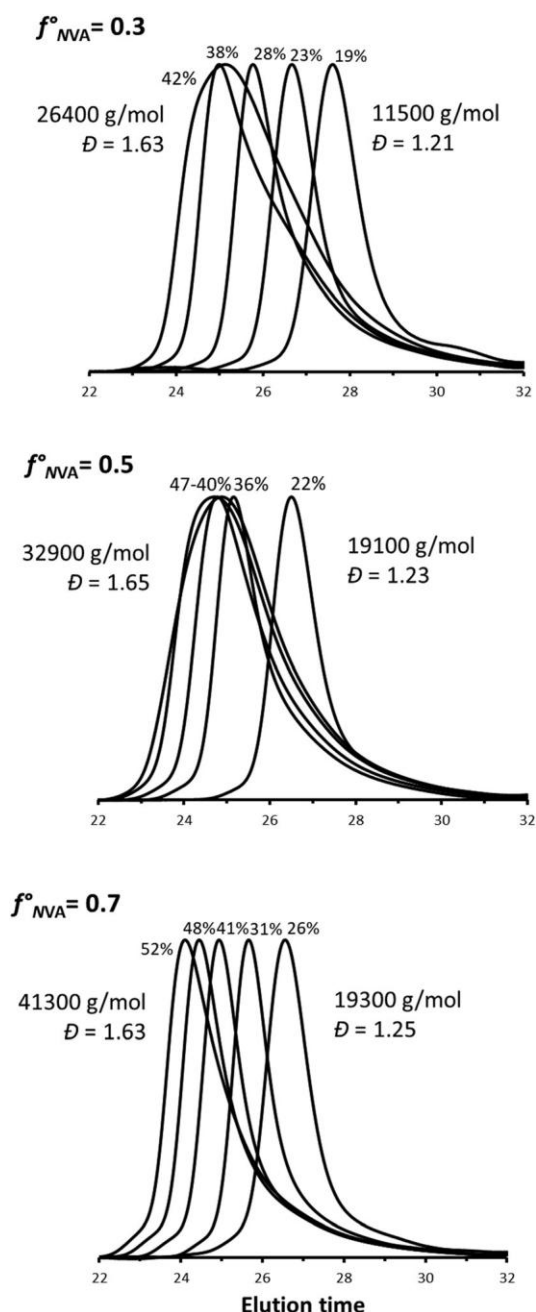 f°NVA= 0.3
42% 38% 28% 23% 19%
26400 g/mol
Đ = 1.63
11500 g/mol
Đ = 1.21
22 24 26 28 30 32
f°NVA= 0.5
47-40% 36% 22%
32900 g/mol
Đ = 1.65
19100 g/mol
Đ = 1.23
22 24 26 28 30 32
f°NVA= 0.7
52% 48% 41% 31% 26%
41300 g/mol
Đ = 1.63
19300 g/mol
Đ = 1.25
22 24 26 28 30 32
Elution time